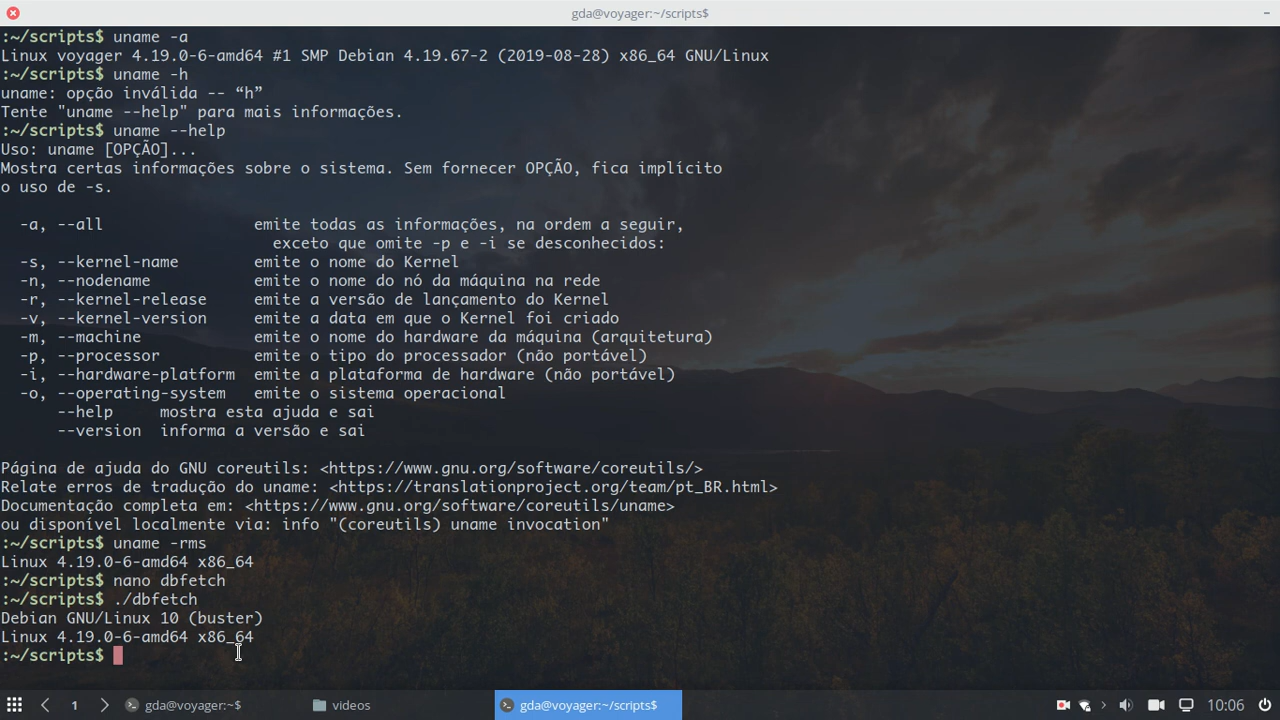 gda@voyager:~/scripts$
:~/scripts$ uname -a
Linux voyager 4.19.0-6-amd64 #1 SMP Debian 4.19.67-2 (2019-08-28) x86_64 GNU/Linux
:~/scripts$ uname -h
uname: opção inválida -- “h”
Tente "uname --help" para mais informações.
:~/scripts$ uname --help
Uso: uname [OPÇÃO]...
Mostra certas informações sobre o sistema. Sem fornecer OPÇÃO, fica implícito
o uso de -s.
-a, --all emite todas as informações, na ordem a seguir,
exceto que omite -p e -i se desconhecidos:
-s, --kernel-name emite o nome do Kernel
-n, --nodename emite o nome do nó da máquina na rede
-r, --kernel-release emite a versão de lançamento do Kernel
-v, --kernel-version emite a data em que o Kernel foi criado
-m, --machine emite o nome do hardware da máquina (arquitetura)
-p, --processor emite o tipo do processador (não portável)
-i, --hardware-platform emite a plataforma de hardware (não portável)
-o, --operating-system emite o sistema operacional
--help mostra esta ajuda e sai
--version informa a versão e sai
Página de ajuda do GNU coreutils: <https://www.gnu.org/software/coreutils/>
Relate erros de tradução do uname: <https://translationproject.org/team/pt_BR.html>
Documentação completa em: <https://www.gnu.org/software/coreutils/uname>
ou disponível localmente via: info "(coreutils) uname invocation"
:~/scripts$ uname -rms
Linux 4.19.0-6-amd64 x86_64
:~/scripts$ nano dbfetch
:~/scripts$ ./dbfetch
Debian GNU/Linux 10 (buster)
Linux 4.19.0-6-amd64 x86_64
:~/scripts$
1 gda@voyager:~$ videos gda@voyager:~/scripts$ 10:06